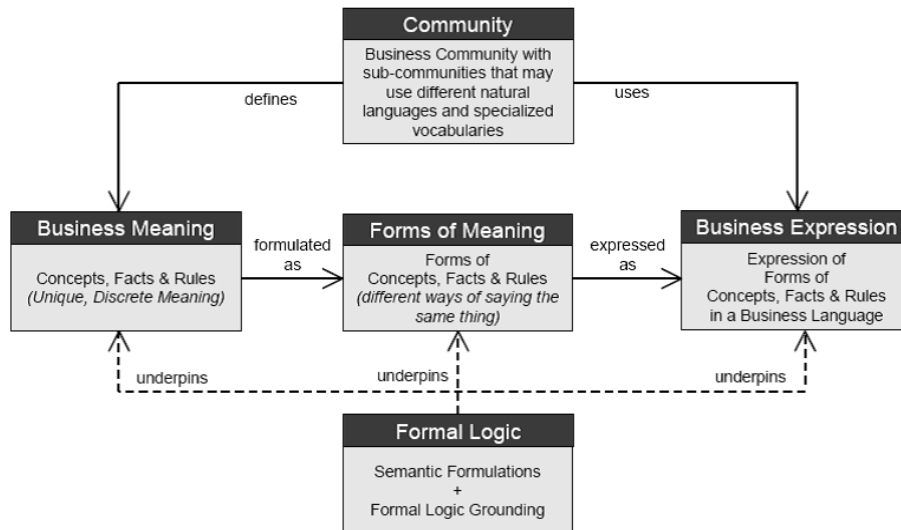 Community
Business Community with
sub-communities that may
use different natural
languages and specialized
vocabularies
defines
uses
Business Meaning
Concepts, Facts & Rules
(Unique, Discrete Meaning)
formulated
as
Forms of Meaning
Forms of
Concepts, Facts & Rules
(different ways of saying the
same thing)
expressed
as
Business Expression
Expression of
Forms of
Concepts, Facts & Rules
in a Business Language
underpins
underpins
underpins
Formal Logic
Semantic Formulations
+
Formal Logic Grounding